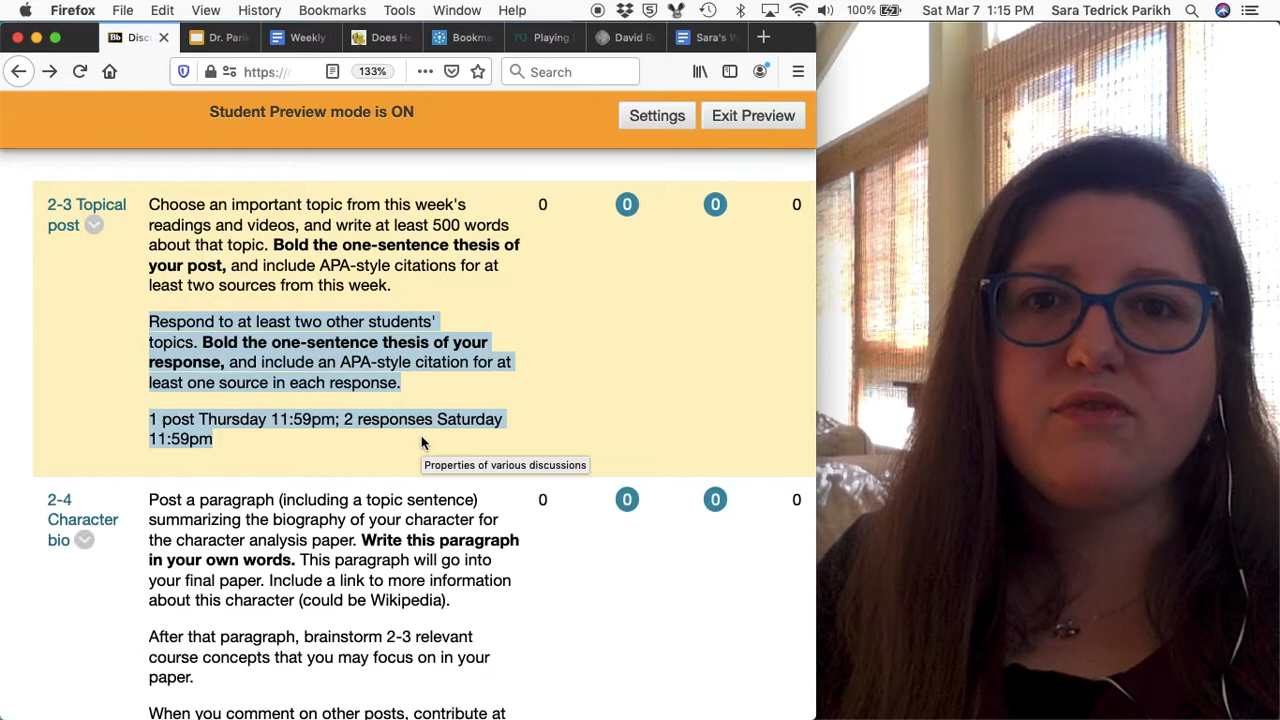 Firefox File Edit View History Bookmarks Tools Window Help 100% Sat Mar 7 1:15 PM Sara Tedrick Parikh
Bb Discu Dr. Parik Weekly Does He Bookma PQ Playing David Re Sara's W
https:// 133% Search
Student Preview mode is ON Settings Exit Preview
2-3 Topical post
Choose an important topic from this week's
readings and videos, and write at least 500 words
about that topic. Bold the one-sentence thesis of
your post, and include APA-style citations for at
least two sources from this week.
0 0 0 0
Respond to at least two other students'
topics. Bold the one-sentence thesis of your
response, and include an APA-style citation for at
least one source in each response.
1 post Thursday 11:59pm; 2 responses Saturday
11:59pm
Properties of various discussions
2-4
Character
bio
Post a paragraph (including a topic sentence)
summarizing the biography of your character for
the character analysis paper. Write this paragraph
in your own words. This paragraph will go into
your final paper. Include a link to more information
about this character (could be Wikipedia).
0 0 0 0
After that paragraph, brainstorm 2-3 relevant
course concepts that you may focus on in your
paper.
When you comment on other posts, contribute at